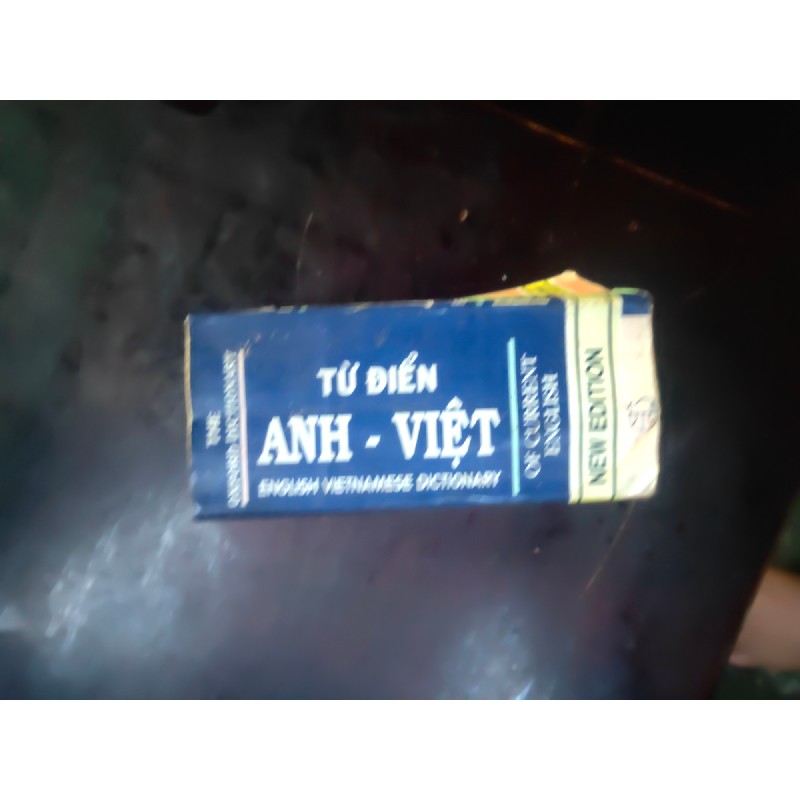 THE
OXFORD DICTIONARY
TỪ ĐIỂN
ANH - VIỆT
ENGLISH VIETNAMESE DICTIONARY
OF CURRENT
ENGLISH
NEW EDITION